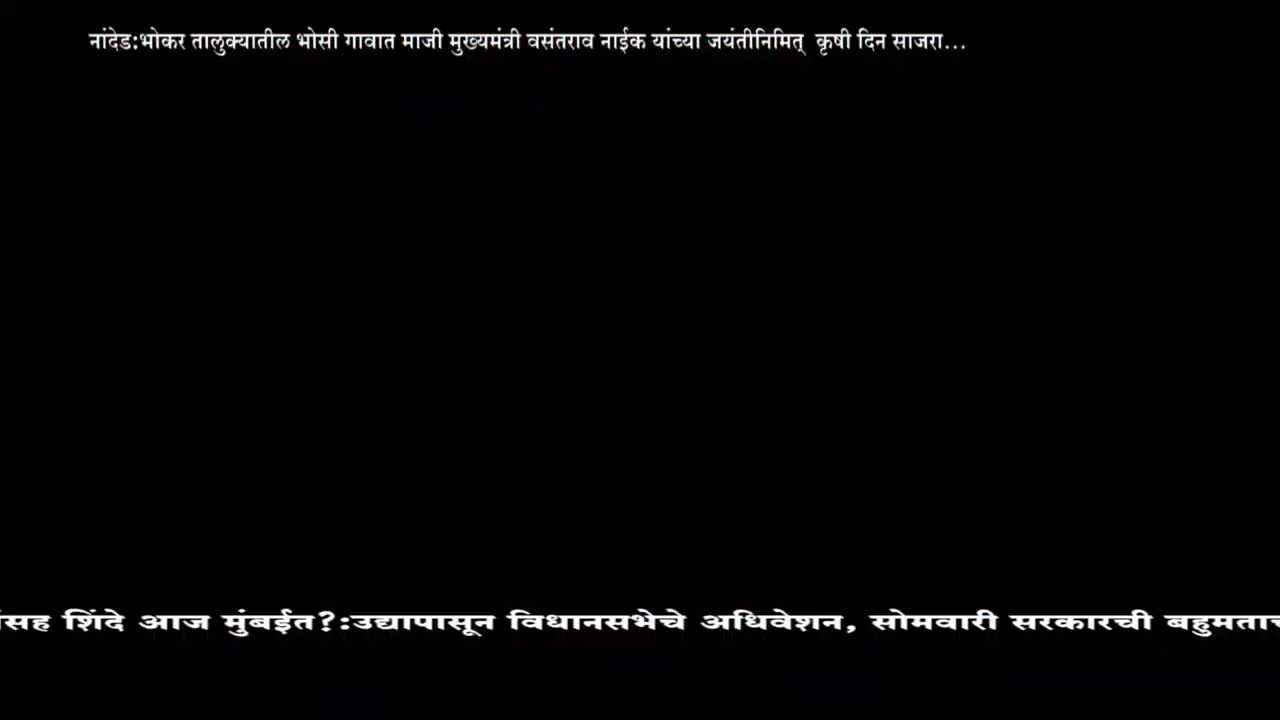 नांदेड:भोकर तालुक्यातील भोसी गावात माजी मुख्यमंत्री वसंतराव नाईक यांच्या जयंतीनिमित् कृषी दिन साजरा...
शिंदे आज मुंबईत?:उद्यापासून विधानसभेचे अधिवेशन, सोमवारी सरकारची